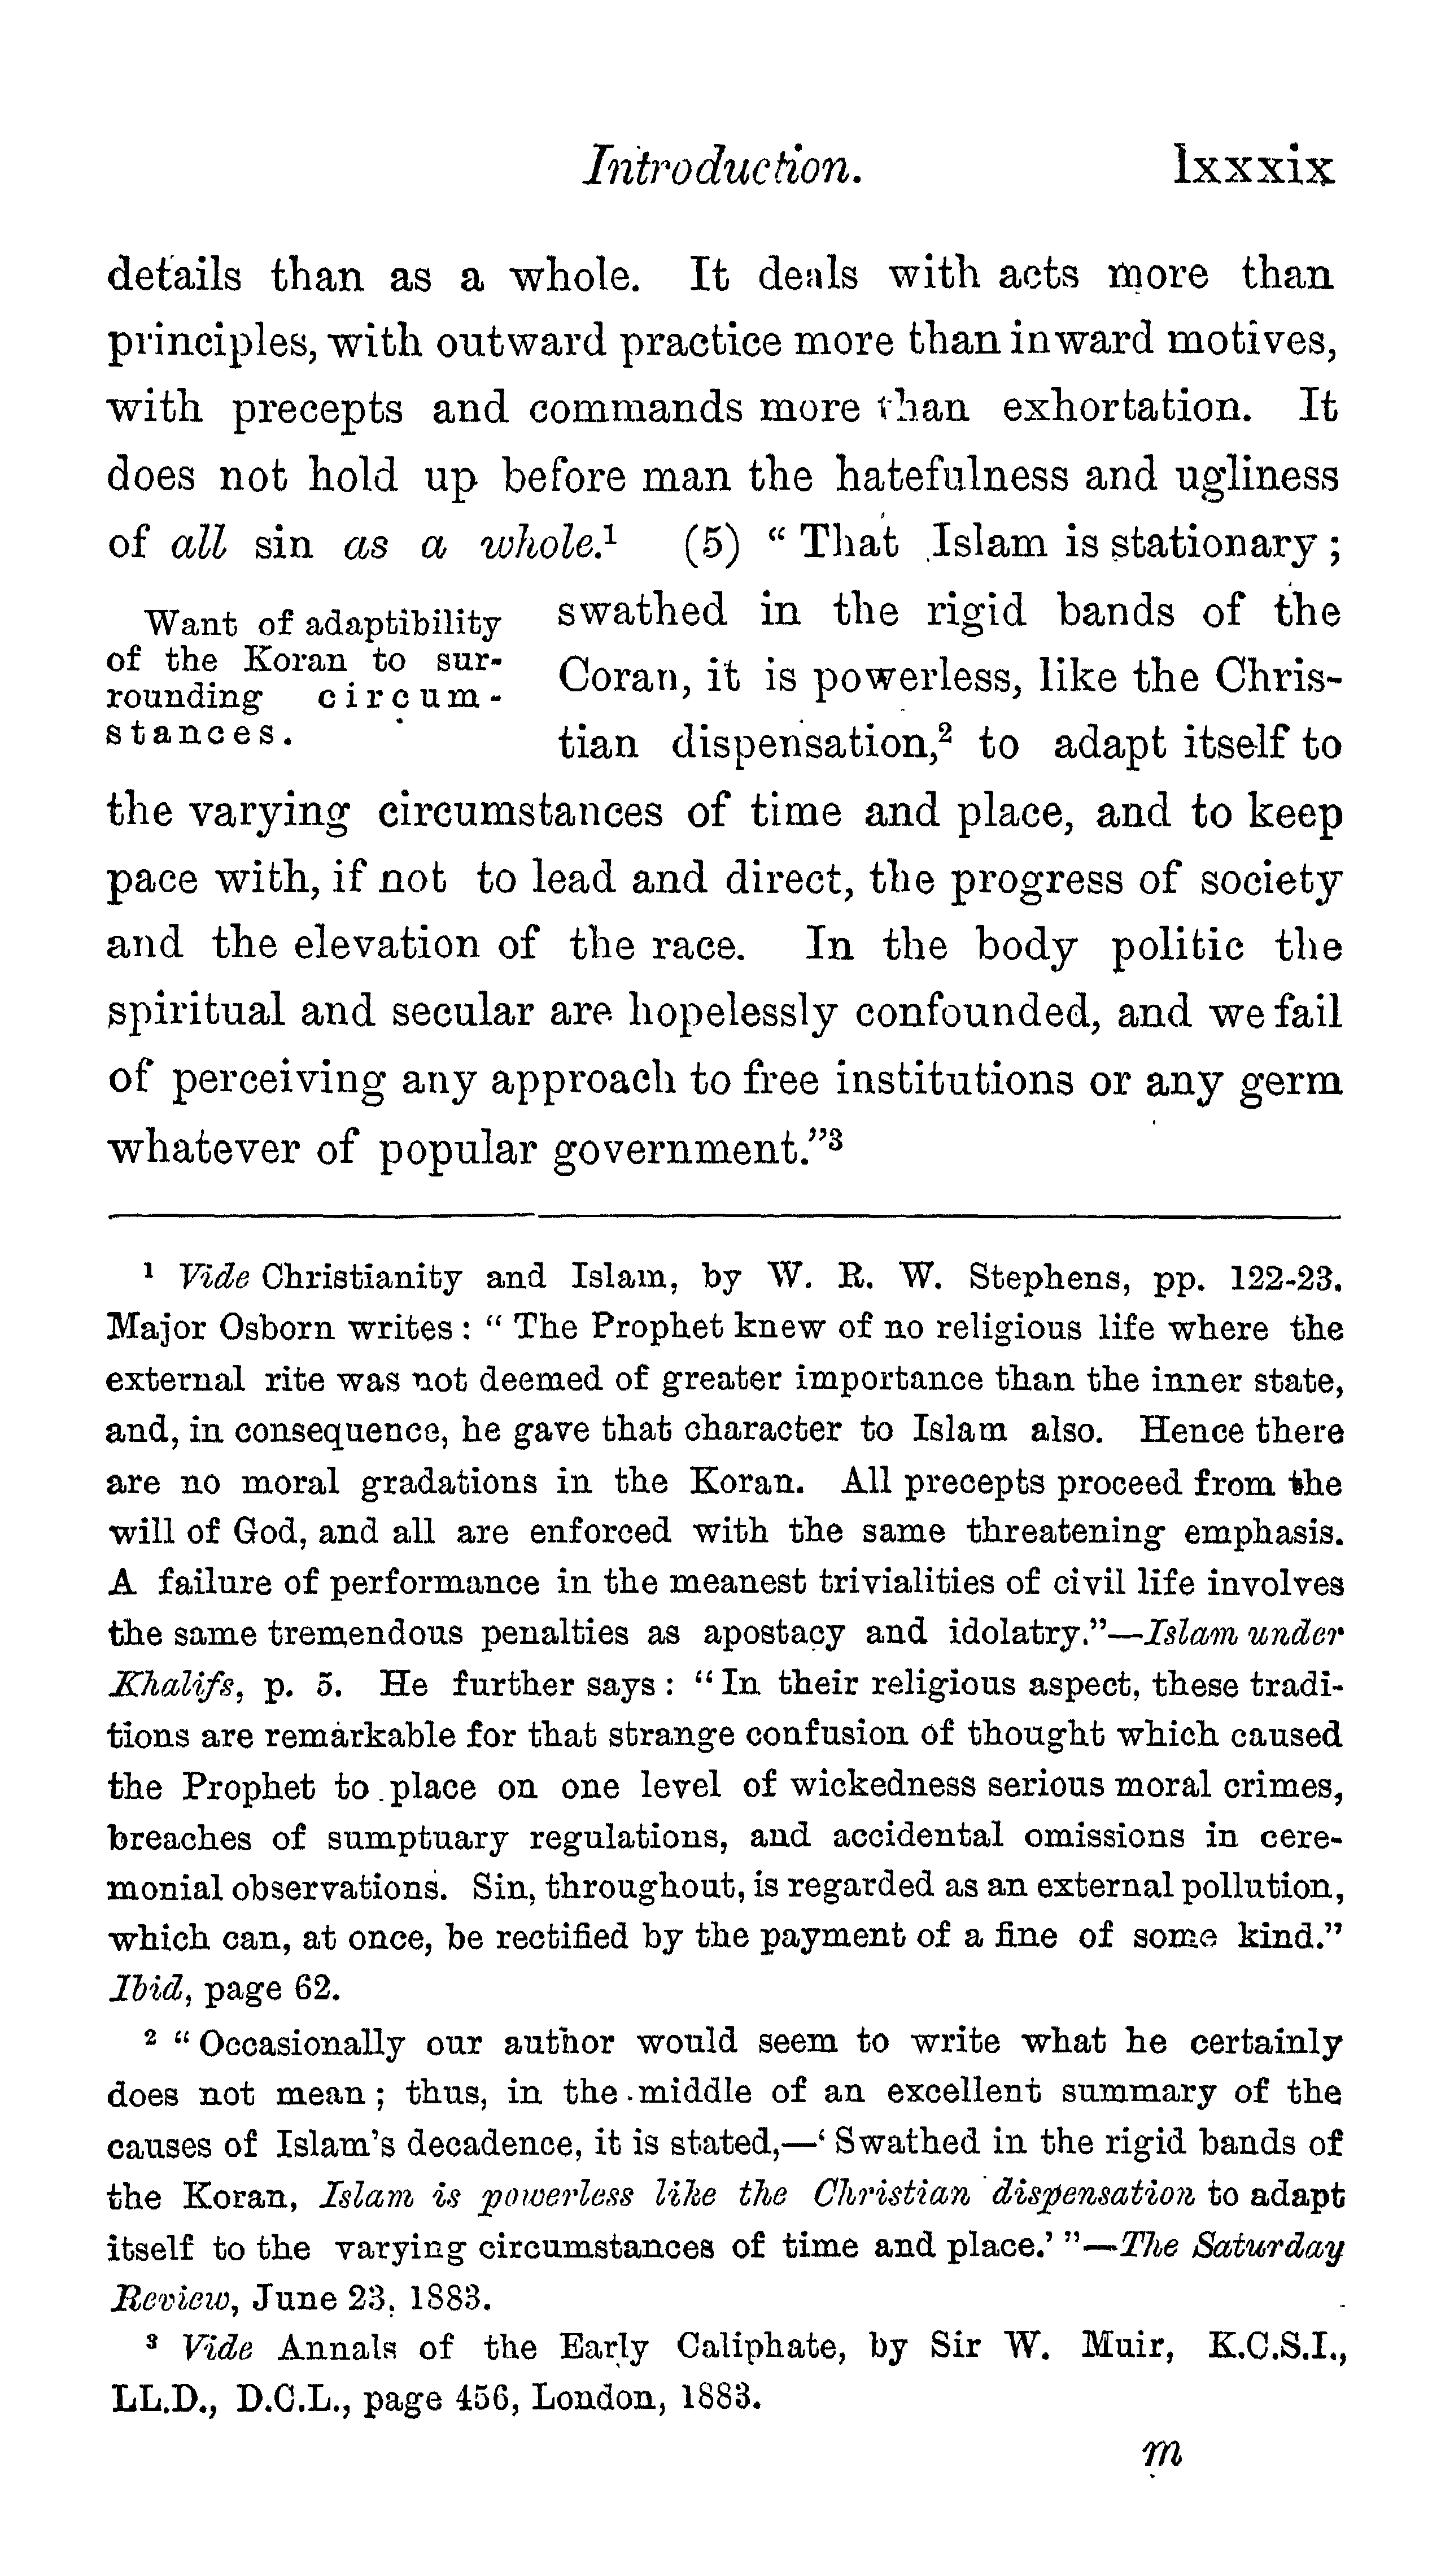 Introduction. lxxxix
details than as a whole. It deals with acts more than
principles, with outward practice more than inward motives,
with precepts and commands more than exhortation. It
does not hold up before man the hatefulness and ugliness
of all sin as a whole.¹ (5) “ That Islam is stationary ;
Want of adaptibility
of the Koran to sur-
rounding circum-
stances.
swathed in the rigid bands of the
Coran, it is powerless, like the Chris-
tian dispensation,² to adapt itself to
the varying circumstances of time and place, and to keep
pace with, if not to lead and direct, the progress of society
and the elevation of the race. In the body politic the
spiritual and secular are hopelessly confounded, and we fail
of perceiving any approach to free institutions or any germ
whatever of popular government.”³
¹ Vide Christianity and Islam, by W. R. W. Stephens, pp. 122-23.
Major Osborn writes : “ The Prophet knew of no religious life where the
external rite was not deemed of greater importance than the inner state,
and, in consequence, he gave that character to Islam also. Hence there
are no moral gradations in the Koran. All precepts proceed from the
will of God, and all are enforced with the same threatening emphasis.
A failure of performance in the meanest trivialities of civil life involves
the same tremendous penalties as apostacy and idolatry.”—Islam under
Khalifs, p. 5. He further says : “ In their religious aspect, these tradi-
tions are remarkable for that strange confusion of thought which caused
the Prophet to place on one level of wickedness serious moral crimes,
breaches of sumptuary regulations, and accidental omissions in cere-
monial observations. Sin, throughout, is regarded as an external pollution,
which can, at once, be rectified by the payment of a fine of some kind.”
Ibid, page 62.
² “ Occasionally our author would seem to write what he certainly
does not mean ; thus, in the middle of an excellent summary of the
causes of Islam’s decadence, it is stated,—‘ Swathed in the rigid bands of
the Koran, Islam is powerless like the Christian dispensation to adapt
itself to the varying circumstances of time and place.’ ”—The Saturday
Review, June 23, 1883.
³ Vide Annals of the Early Caliphate, by Sir W. Muir, K.C.S.I.,
LL.D., D.C.L., page 456, London, 1883.
m